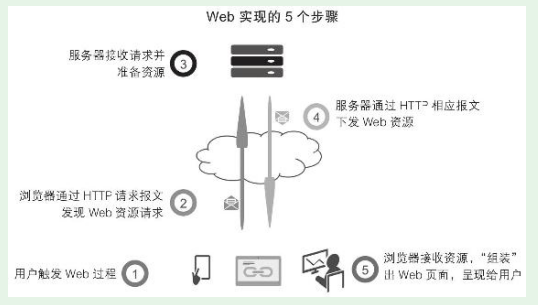 Web 实现的 5 个步骤
服务器接收请求并
准备资源
3
服务器通过 HTTP 相应报文
下发 Web 资源
4
浏览器通过 HTTP 请求报文
发现 Web 资源请求
2
用户触发 Web 过程
1
浏览器接收资源，“组装”
出 Web 页面，呈现给用户
5